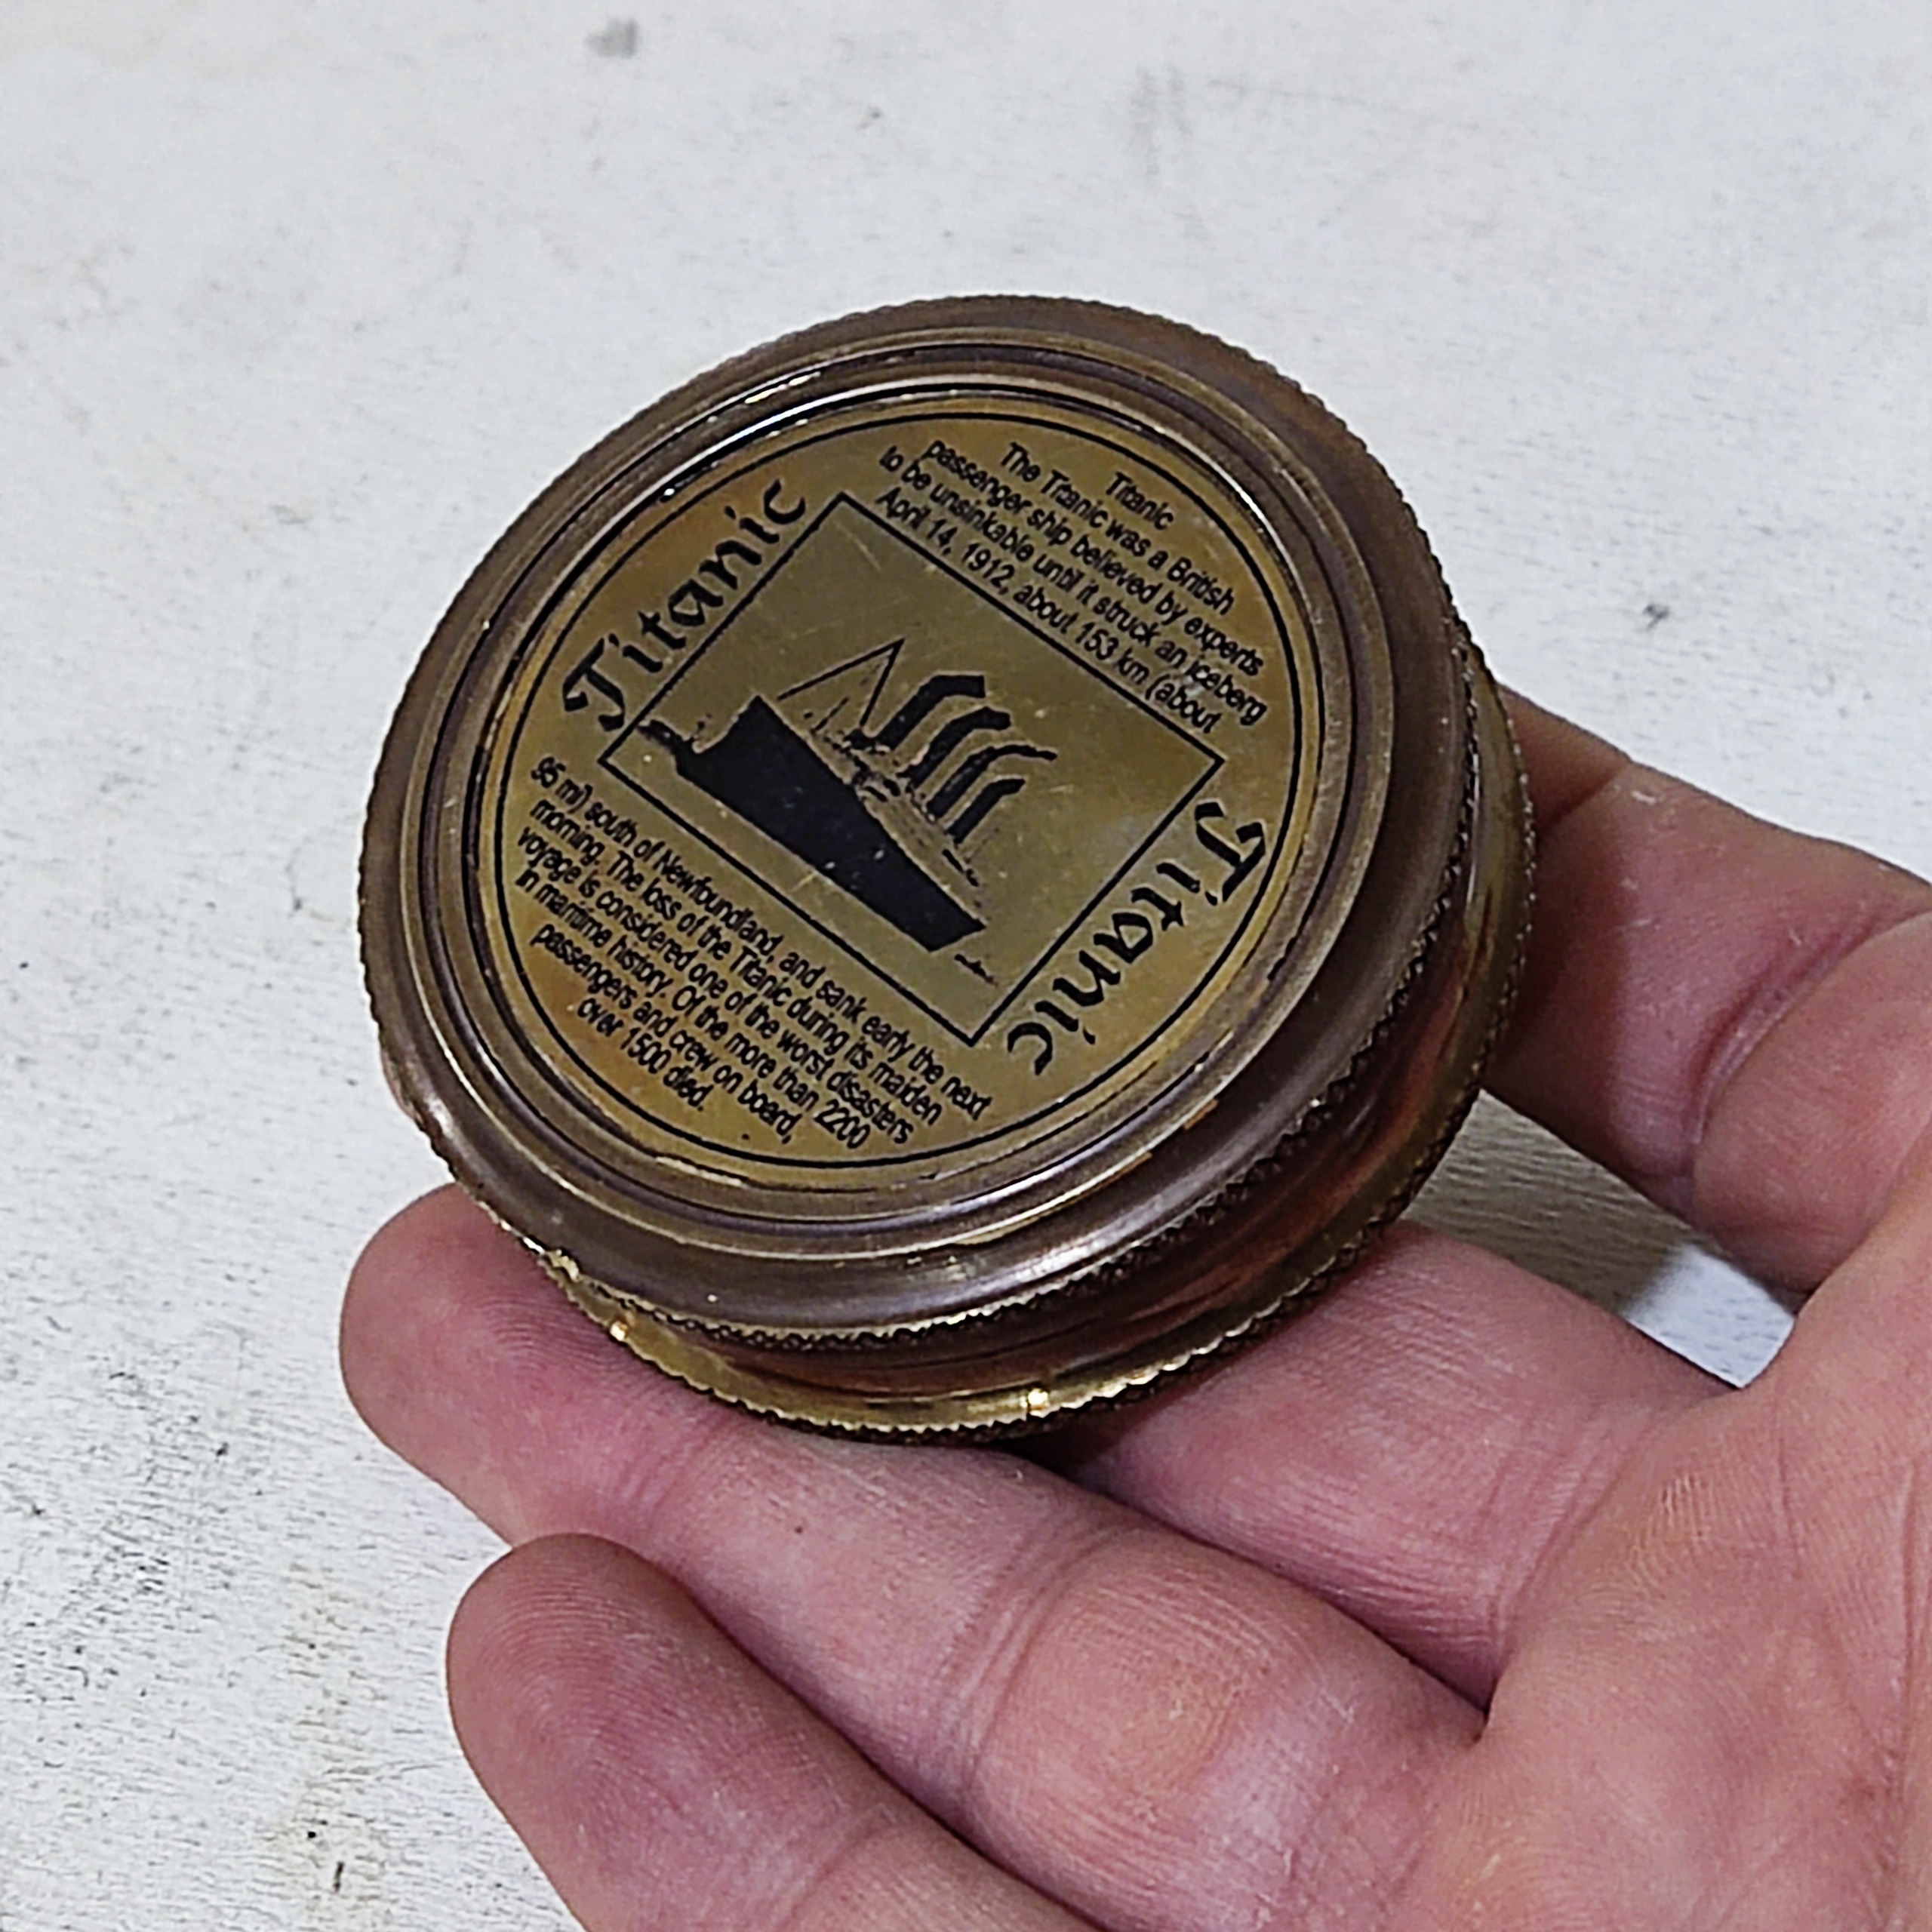 Titanic
The Titanic was a British
passenger ship believed by experts
to be unsinkable until it struck an iceberg
April 14, 1912, about 153 km (about
Titanic
Titanic
95 mi) south of Newfoundland, and sank early the next
morning. The loss of the Titanic during its maiden
voyage is considered one of the worst disasters
in maritime history. Of the more than 2200
passengers and crew on board,
over 1500 died.